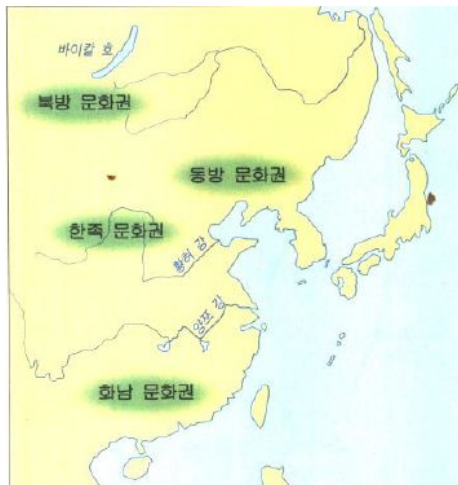 바이칼 호
북방 문화권
동방 문화권
한족 문화권
황허 강
양쯔 강
화남 문화권